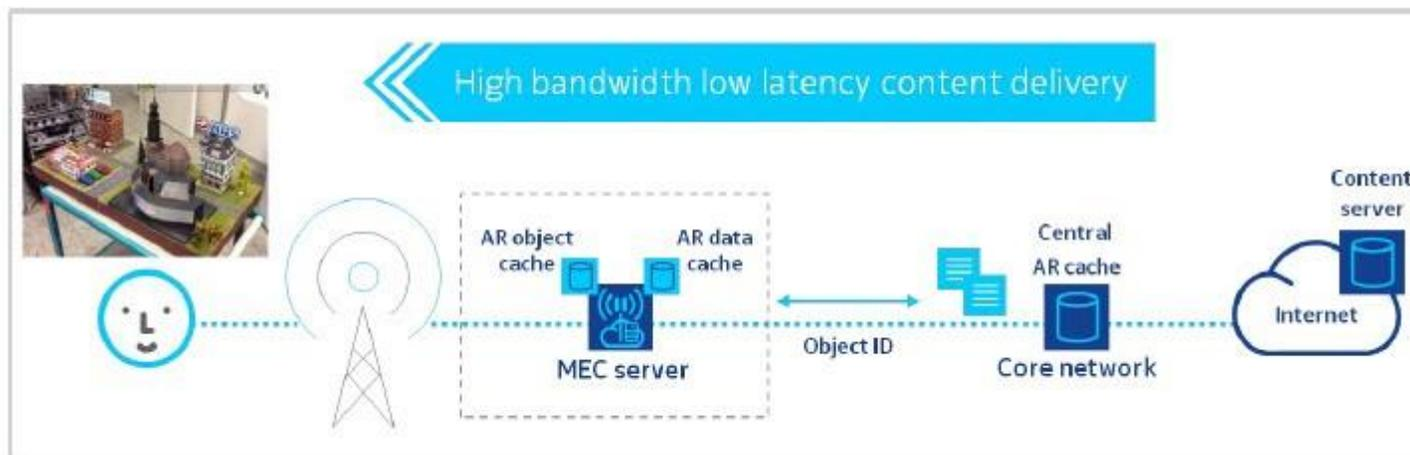 High bandwidth low latency content delivery
Content
server
AR object
cache
AR data
cache
Central
AR cache
Internet
Object ID
MEC server
Core network